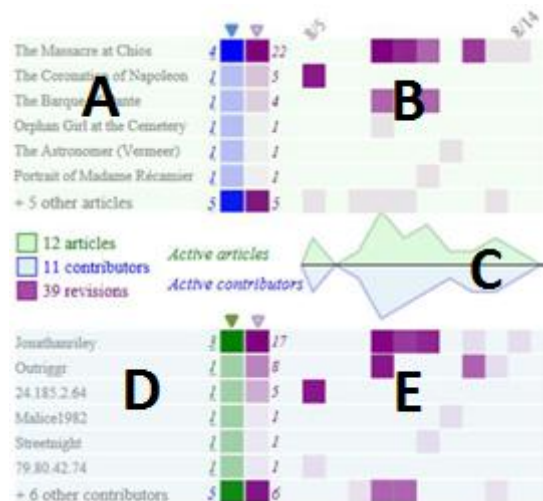 8/5 8/14
The Massacre at Chios 4 22
The Coronation of Napoleon 1 5
The Barque of Dante 1 4
Orphan Girl at the Cemetery 1 1
The Astronomer (Vermeer) 1 1
Portrait of Madame Récamier 1 1
+ 5 other articles 5 5
A
B
12 articles
11 contributors
39 revisions
Active articles
Active contributors
C
Jonathanriley 3 17
Outriggr 1 8
24.185.2.64 1 5
Malice1982 1 1
Streetnight 1 1
79.80.42.74 1 1
+ 6 other contributors 5 6
D
E